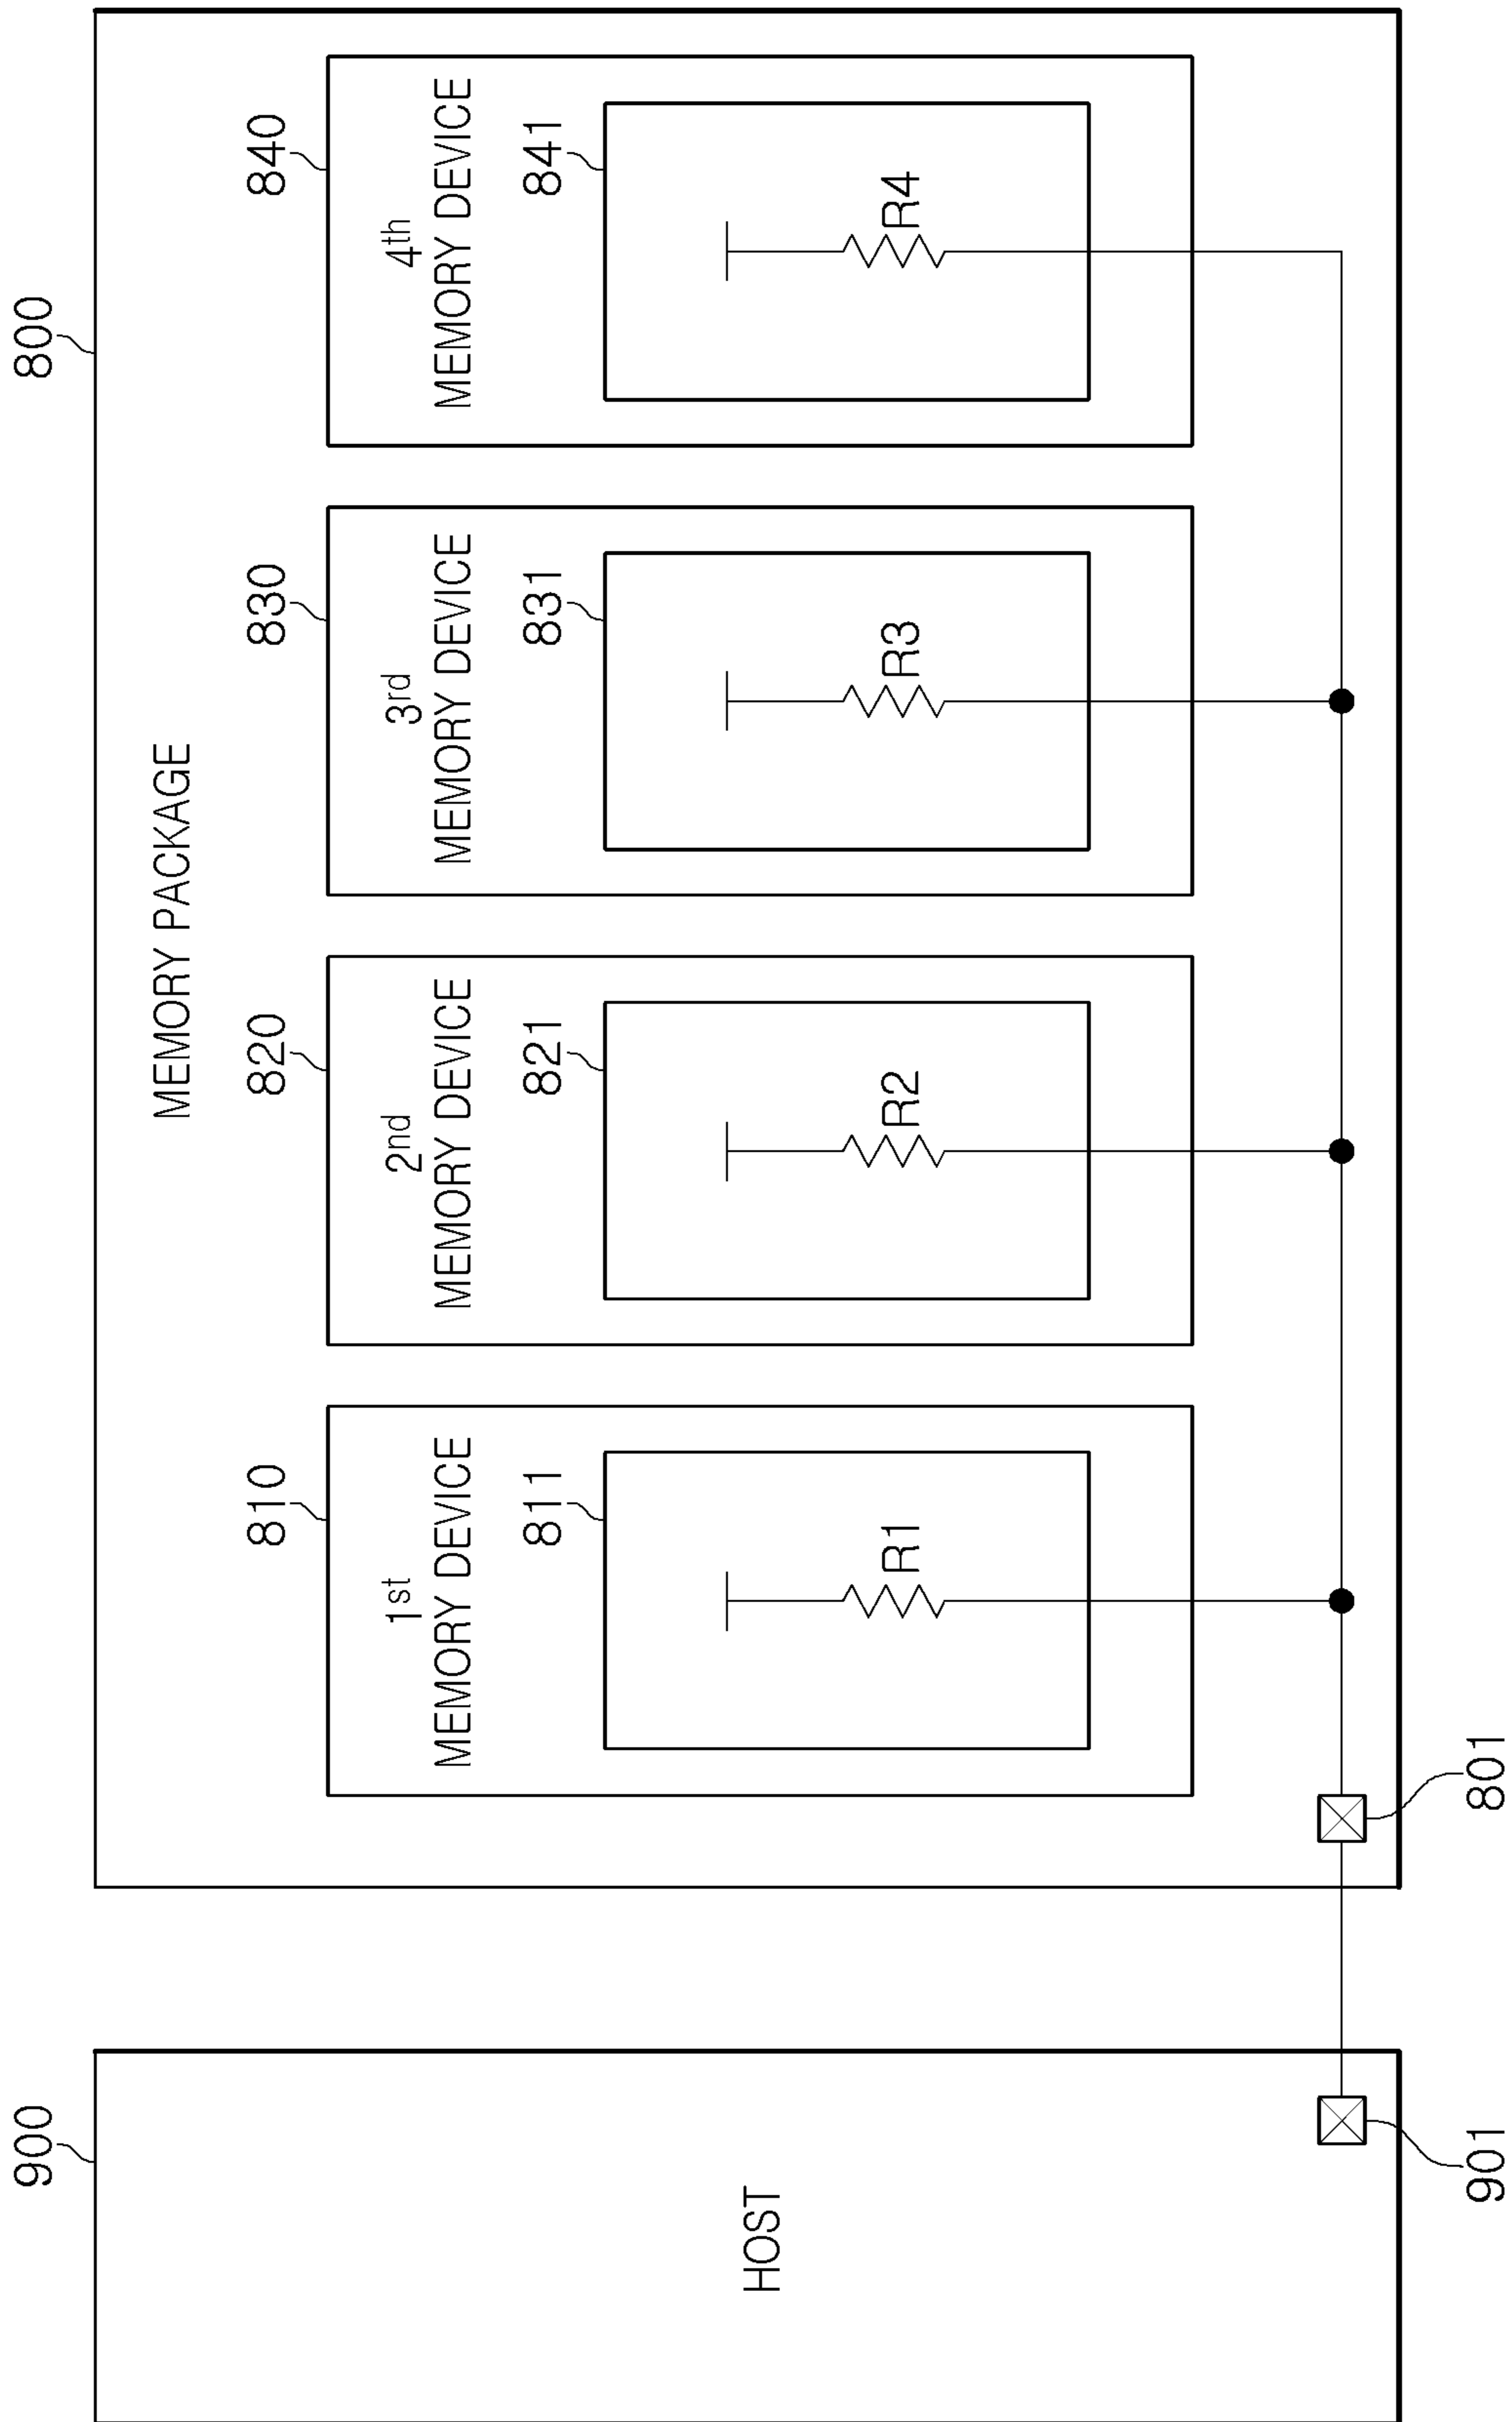 900
800
HOST
MEMORY PACKAGE
810
820
830
840
1st
MEMORY DEVICE
2nd
MEMORY DEVICE
3rd
MEMORY DEVICE
4th
MEMORY DEVICE
811
821
831
841
R1
R2
R3
R4
901
801